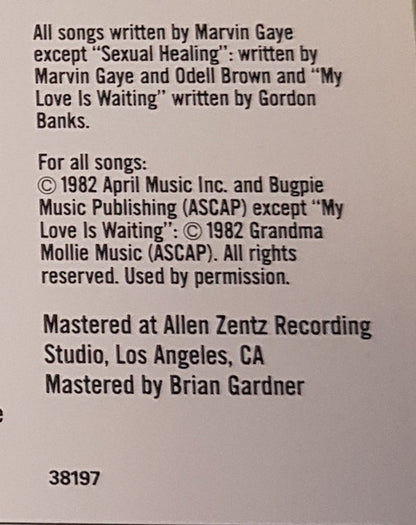 All songs written by Marvin Gaye
except “Sexual Healing”: written by
Marvin Gaye and Odell Brown and “My
Love Is Waiting” written by Gordon
Banks.
For all songs:
© 1982 April Music Inc. and Bugpie
Music Publishing (ASCAP) except “My
Love Is Waiting”: © 1982 Grandma
Mollie Music (ASCAP). All rights
reserved. Used by permission.
Mastered at Allen Zentz Recording
Studio, Los Angeles, CA
Mastered by Brian Gardner
e
38197